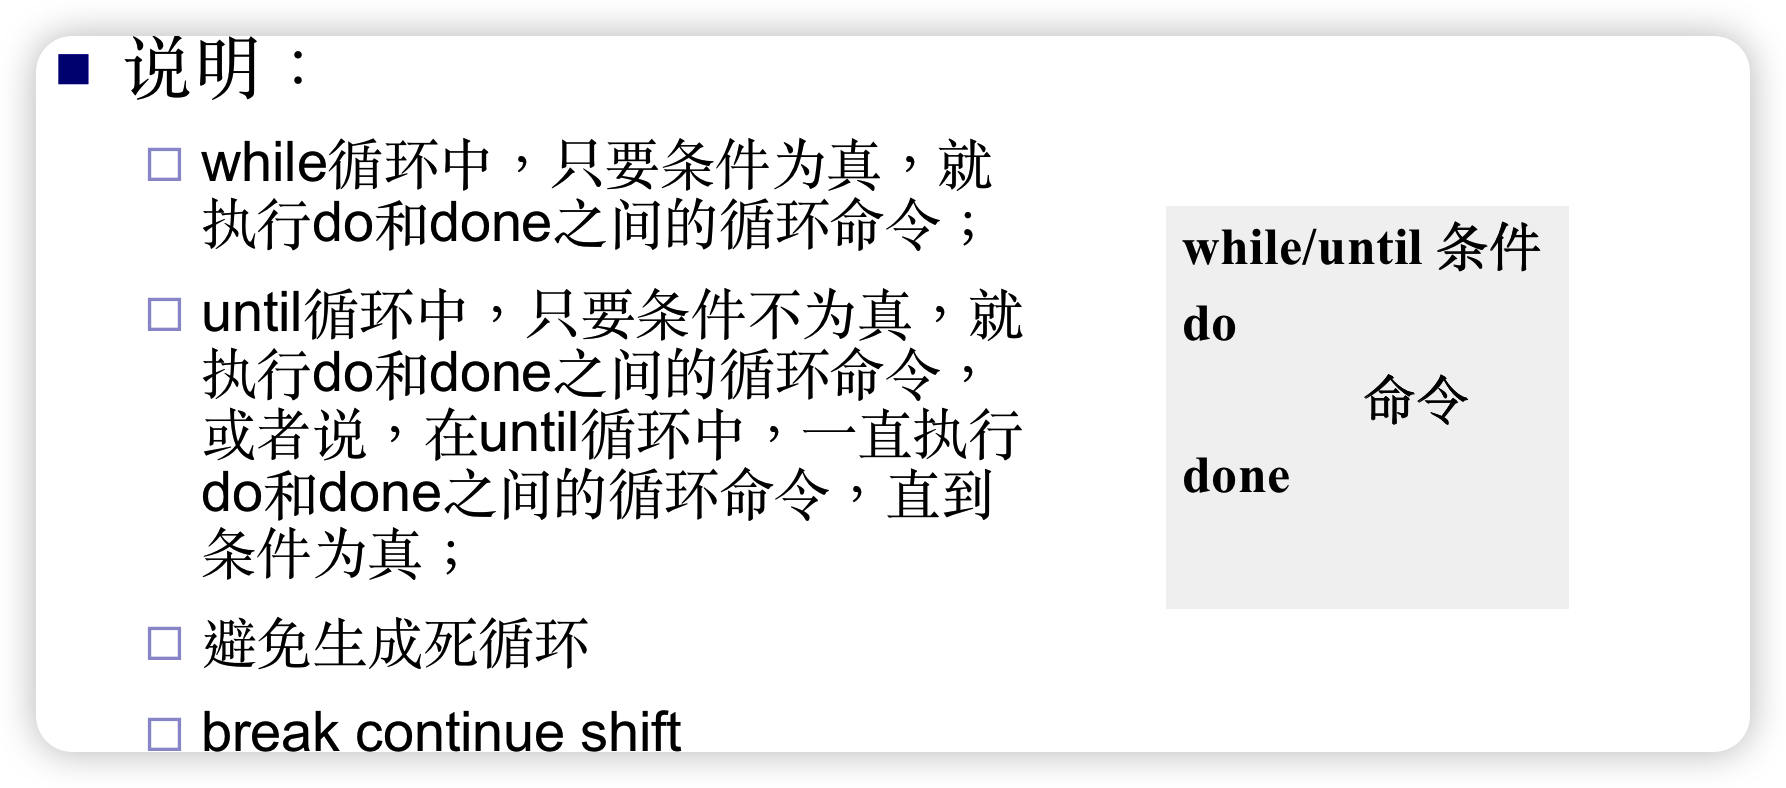 说明：
while循环中，只要条件为真，就
执行do和done之间的循环命令；
until循环中，只要条件不为真，就
执行do和done之间的循环命令，
或者说，在until循环中，一直执行
do和done之间的循环命令，直到
条件为真；
避免生成死循环
break continue shift
while/until 条件
do
命令
done